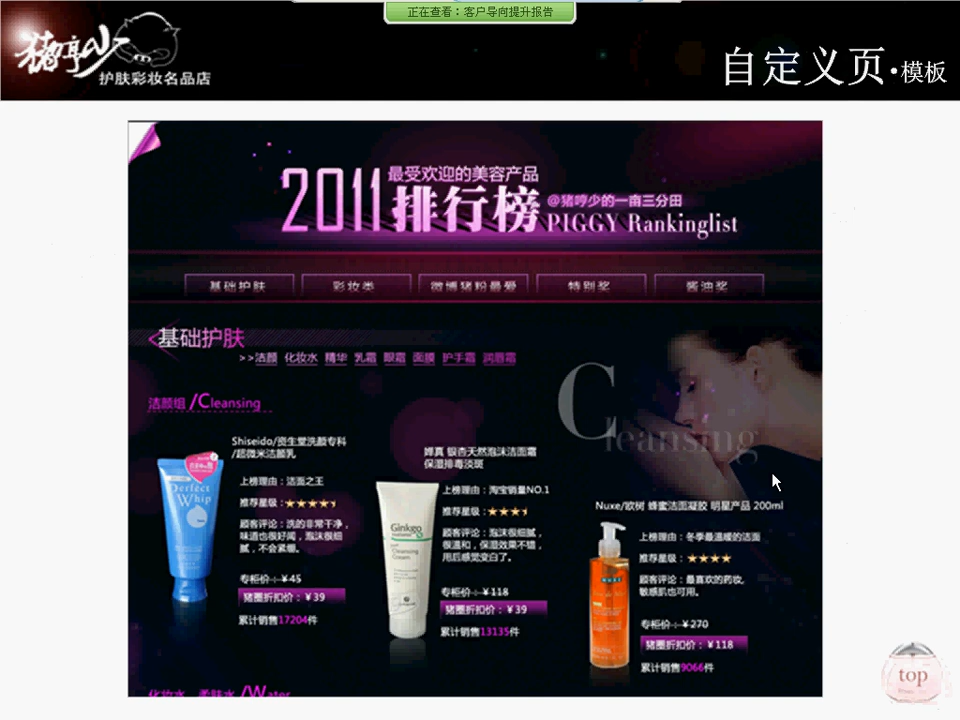 正在查看：客户导向提升报告
猪哼少
护肤彩妆名品店
自定义页·模板
2011
最受欢迎的美容产品
排行榜
@猪哼少的一亩三分田
PIGGY Rankinglist
基础护肤 彩妆类 微博猪粉最爱 特别奖 酱油奖
<基础护肤
>>洁颜 化妆水 精华 乳霜 眼霜 面膜 护手霜 润唇霜
洁颜组 /Cleansing
Cleansing
Shiseido/资生堂洗颜专科
/超微米洁颜乳
上榜理由：洁面之王
推荐星级：
顾客评论：洗的非常干净，
味道也很好闻，泡沫很细
腻，不会紧绷。
专柜价：￥45
猪圈折扣价：￥39
累计销售17204件
Perfect
Whip
婵真 银杏天然泡沫洁面霜
保湿排毒淡斑
上榜理由：淘宝销量NO.1
推荐星级：
顾客评论：泡沫很细腻，
很温和，保湿效果不错，
用后感觉变白了。
专柜价：￥118
猪圈折扣价：￥39
累计销售13135件
Ginkgo
Cleansing
Cream
Nuxe/欧树 蜂蜜洁面凝胶 明星产品 200ml
上榜理由：冬季最温暖的洁面
推荐星级：
顾客评论：最喜欢的药妆，
敏感肌也可用。
专柜价：￥270
猪圈折扣价：￥118
累计销售9066件
NUXE
化妆水、柔肤水 /Water
top